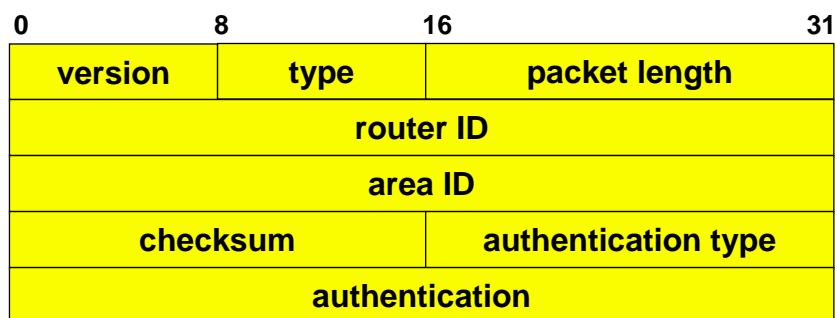 0 8 16 31
version type packet length
router ID
area ID
checksum authentication type
authentication